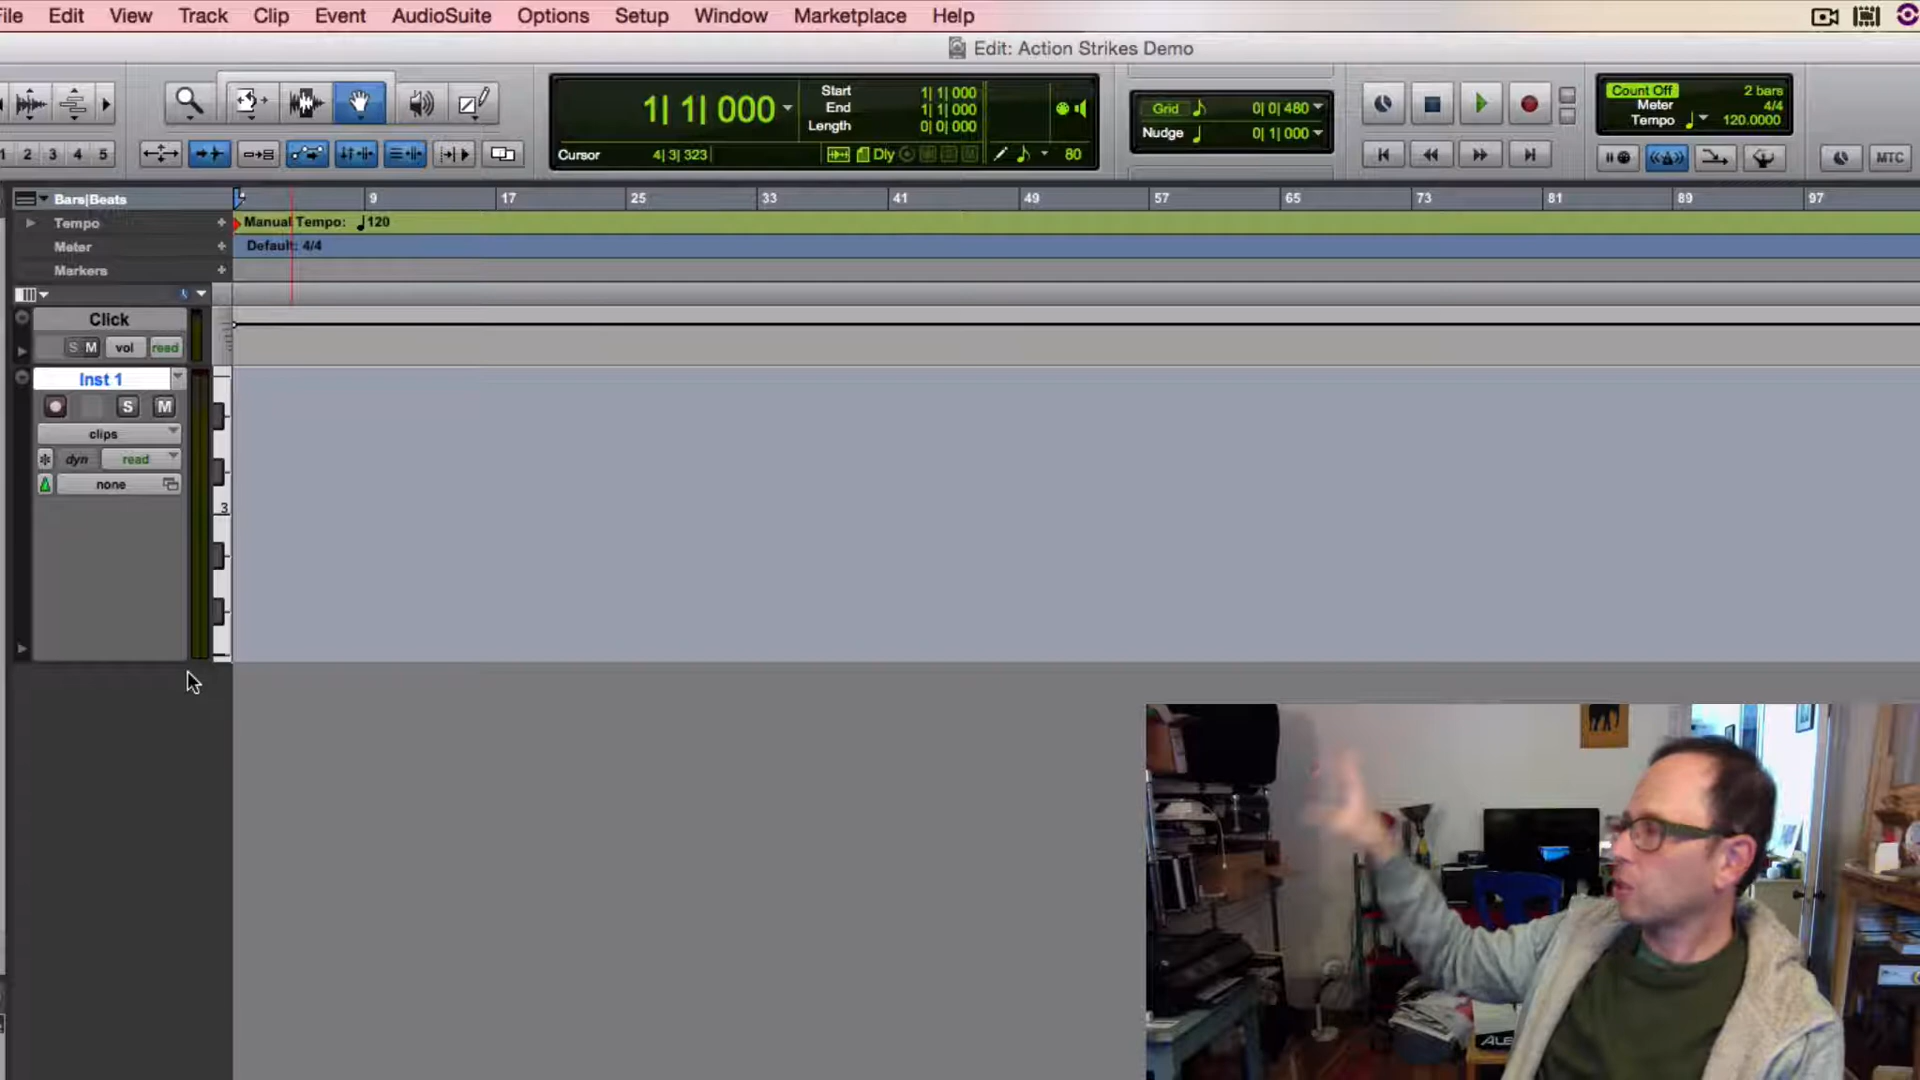 File Edit View Track Clip Event AudioSuite Options Setup Window Marketplace Help
Edit: Action Strikes Demo
1| 1| 000
Start 1| 1| 000
End 1| 1| 000
Length 0| 0| 000
Cursor 4| 3| 323
Dly
80
Grid 0| 0| 480
Nudge 0| 1| 000
Count Off 2 bars
Meter 4/4
Tempo 120.0000
1 2 3 4 5
MTC
Bars|Beats 9 17 25 33 41 49 57 65 73 81 89 97
Tempo Manual Tempo: 120
Meter Default: 4/4
Markers
Click
S M vol read
Inst 1
S M
clips
dyn read
none
3